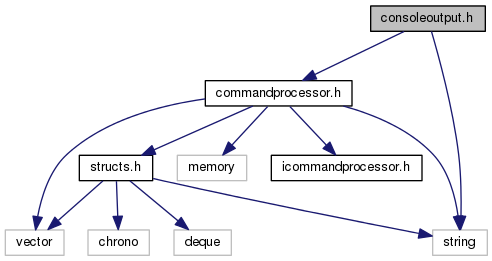 consoleoutput.h
commandprocessor.h
structs.h
memory
icommandprocessor.h
vector
chrono
deque
string